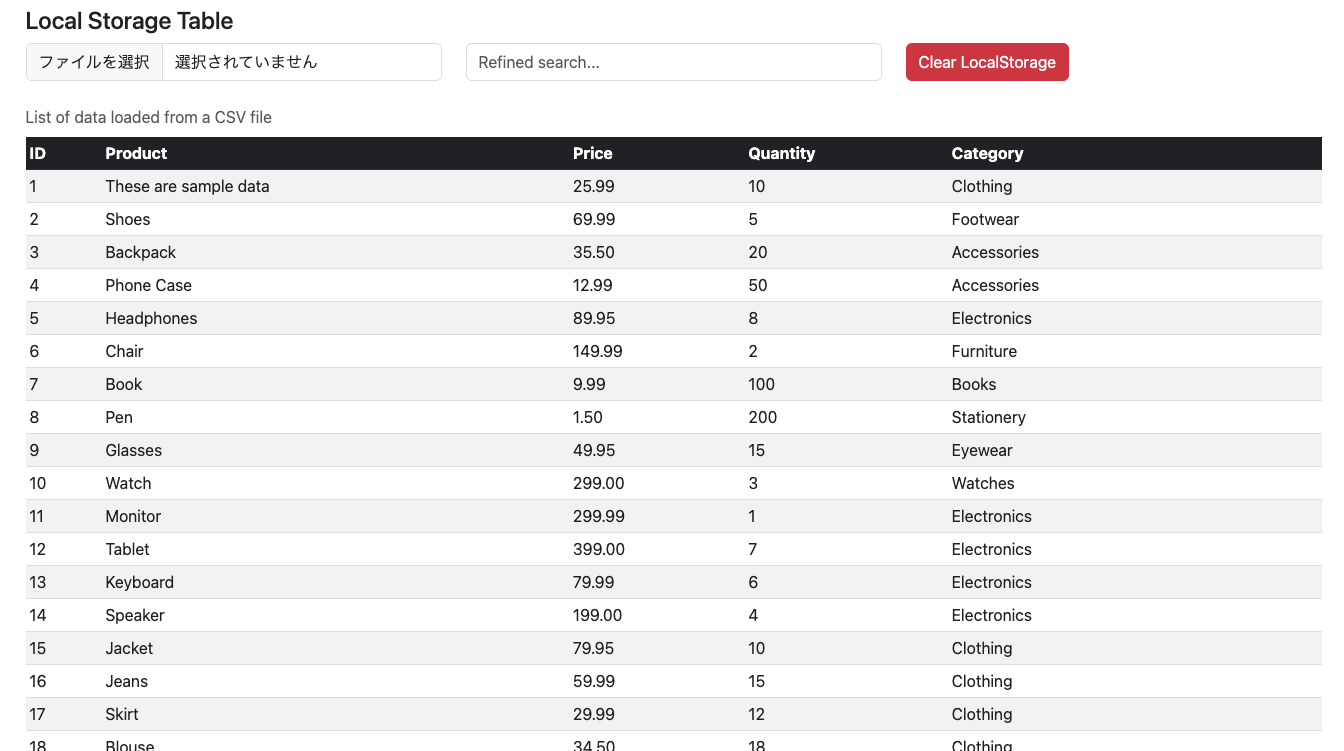 Local Storage Table
ファイルを選択 選択されていません Refined search... Clear LocalStorage
List of data loaded from a CSV file
ID Product Price Quantity Category
1 These are sample data 25.99 10 Clothing
2 Shoes 69.99 5 Footwear
3 Backpack 35.50 20 Accessories
4 Phone Case 12.99 50 Accessories
5 Headphones 89.95 8 Electronics
6 Chair 149.99 2 Furniture
7 Book 9.99 100 Books
8 Pen 1.50 200 Stationery
9 Glasses 49.95 15 Eyewear
10 Watch 299.00 3 Watches
11 Monitor 299.99 1 Electronics
12 Tablet 399.00 7 Electronics
13 Keyboard 79.99 6 Electronics
14 Speaker 199.00 4 Electronics
15 Jacket 79.95 10 Clothing
16 Jeans 59.99 15 Clothing
17 Skirt 29.99 12 Clothing
18 Blouse 34.50 18 Clothing